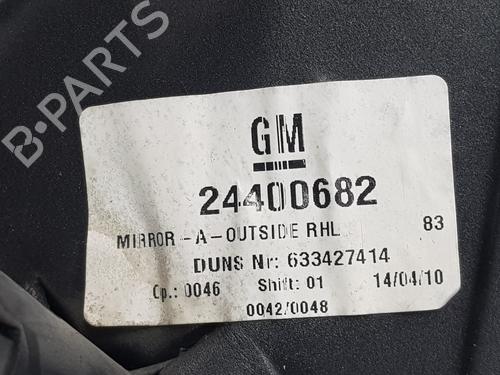 GM
24400682
MIRROR -A-OUTSIDE RHL 83
DUNS Nr: 633427414
Op.: 0046 Shift: 01 14/04/10
0042/0048
B-PARTS